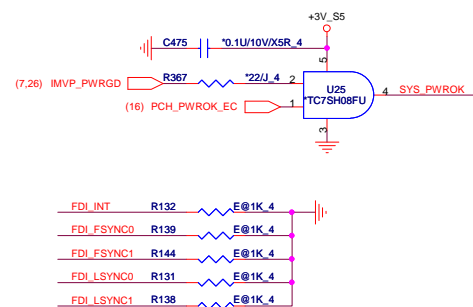 +3V_S5
C475 *0.1U/10V/X5R_4
5
(7,26) IMVP_PWRGD R367 *22/J_4 2
U25
4 SYS_PWROK
(16) PCH_PWROK_EC 1
*TC7SH08FU
3
FDI_INT R132 E@1K_4
FDI_FSYNC0 R139 E@1K_4
FDI_FSYNC1 R144 E@1K_4
FDI_LSYNC0 R131 E@1K_4
FDI_LSYNC1 R138 E@1K_4